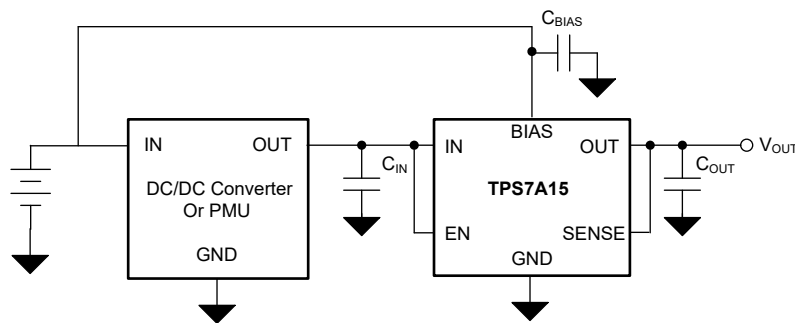 CBIAS
IN
OUT
DC/DC Converter
Or PMU
GND
CIN
BIAS
IN
OUT
TPS7A15
EN
SENSE
GND
COUT
VOUT